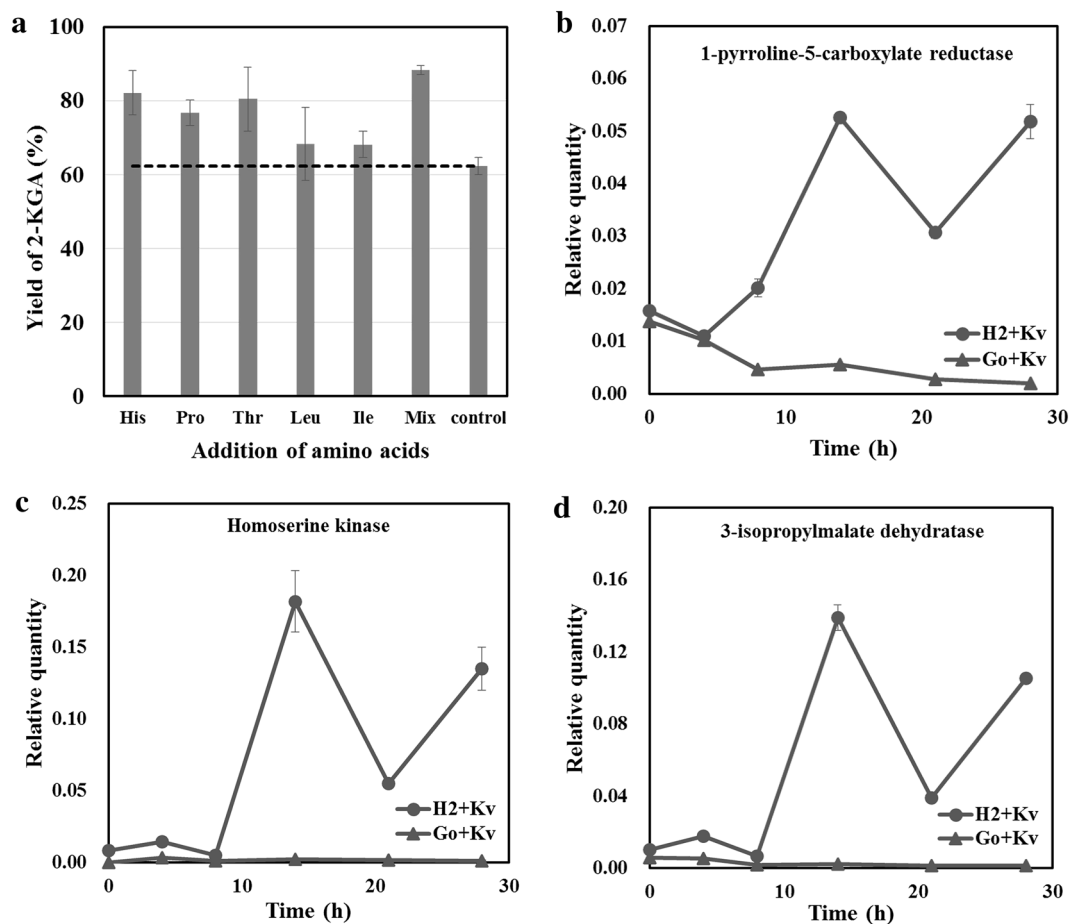 a
100
80
60
40
20
0
Yield of 2-KGA (%)
His Pro Thr Leu Ile Mix control
Addition of amino acids
b
1-pyrroline-5-carboxylate reductase
0.07
0.06
0.05
0.04
0.03
0.02
0.01
0.00
Relative quantity
H2+Kv
Go+Kv
0 10 20 30
Time (h)
c
Homoserine kinase
0.25
0.20
0.15
0.10
0.05
0.00
Relative quantity
H2+Kv
Go+Kv
0 10 20 30
Time (h)
d
3-isopropylmalate dehydratase
0.20
0.16
0.12
0.08
0.04
0.00
Relative quantity
H2+Kv
Go+Kv
0 10 20 30
Time (h)